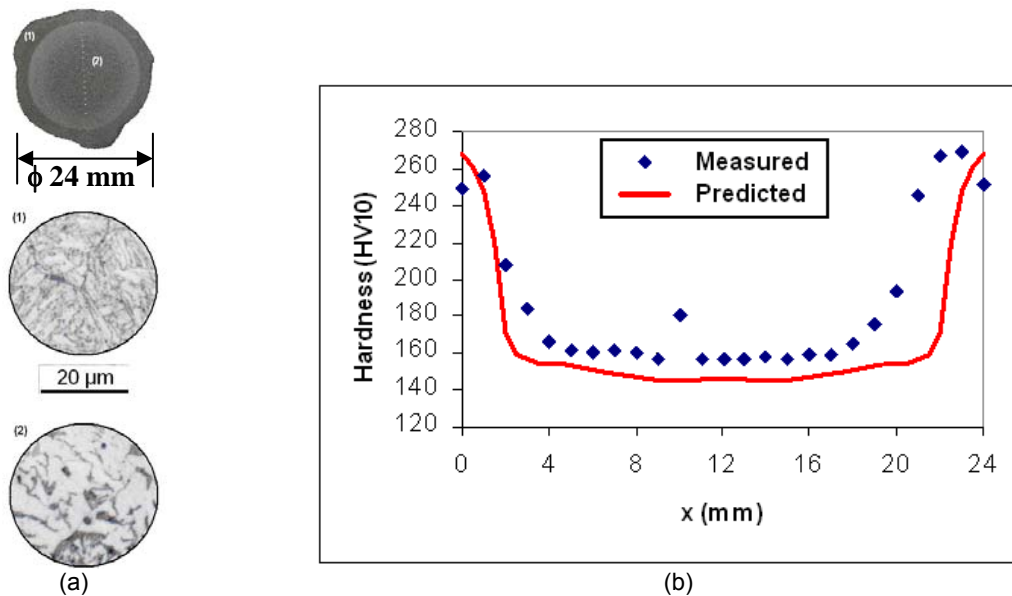 (1)
(2)
ϕ 24 mm
(1)
20 µm
(2)
(a)
280
260
240
220
200
180
160
140
120
Hardness (HV10)
Measured
Predicted
0 4 8 12 16 20 24
x (mm)
(b)